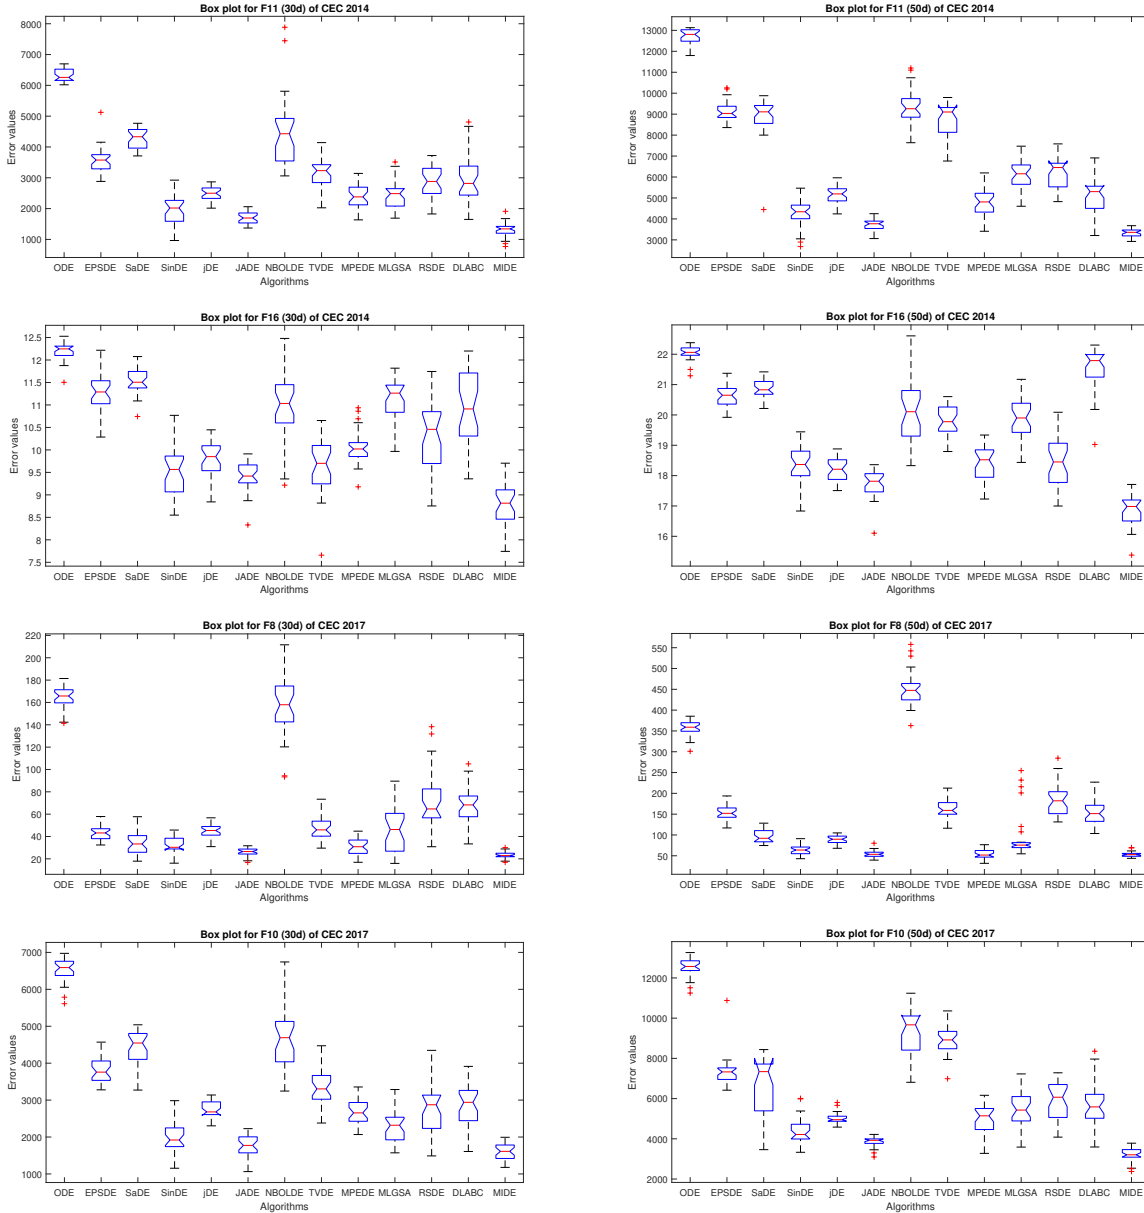 Box plot for F11 (30d) of CEC 2014
8000
7000
6000
5000
4000
3000
2000
1000
Error values
ODE EPSDE SaDE SinDE jDE JADE NBOLDE TVDE MPEDE MLGSA RSDE DLABC MIDE
Algorithms
Box plot for F11 (50d) of CEC 2014
13000
12000
11000
10000
9000
8000
7000
6000
5000
4000
3000
Error values
ODE EPSDE SaDE SinDE jDE JADE NBOLDE TVDE MPEDE MLGSA RSDE DLABC MIDE
Algorithms
Box plot for F16 (30d) of CEC 2014
12.5
12
11.5
11
10.5
10
9.5
9
8.5
8
7.5
Error values
ODE EPSDE SaDE SinDE jDE JADE NBOLDE TVDE MPEDE MLGSA RSDE DLABC MIDE
Algorithms
Box plot for F16 (50d) of CEC 2014
22
21
20
19
18
17
16
Error values
ODE EPSDE SaDE SinDE jDE JADE NBOLDE TVDE MPEDE MLGSA RSDE DLABC MIDE
Algorithms
Box plot for F8 (30d) of CEC 2017
220
200
180
160
140
120
100
80
60
40
20
Error values
ODE EPSDE SaDE SinDE jDE JADE NBOLDE TVDE MPEDE MLGSA RSDE DLABC MIDE
Algorithms
Box plot for F8 (50d) of CEC 2017
550
500
450
400
350
300
250
200
150
100
50
Error values
ODE EPSDE SaDE SinDE jDE JADE NBOLDE TVDE MPEDE MLGSA RSDE DLABC MIDE
Algorithms
Box plot for F10 (30d) of CEC 2017
7000
6000
5000
4000
3000
2000
1000
Error values
ODE EPSDE SaDE SinDE jDE JADE NBOLDE TVDE MPEDE MLGSA RSDE DLABC MIDE
Algorithms
Box plot for F10 (50d) of CEC 2017
12000
10000
8000
6000
4000
2000
Error values
ODE EPSDE SaDE SinDE jDE JADE NBOLDE TVDE MPEDE MLGSA RSDE DLABC MIDE
Algorithms